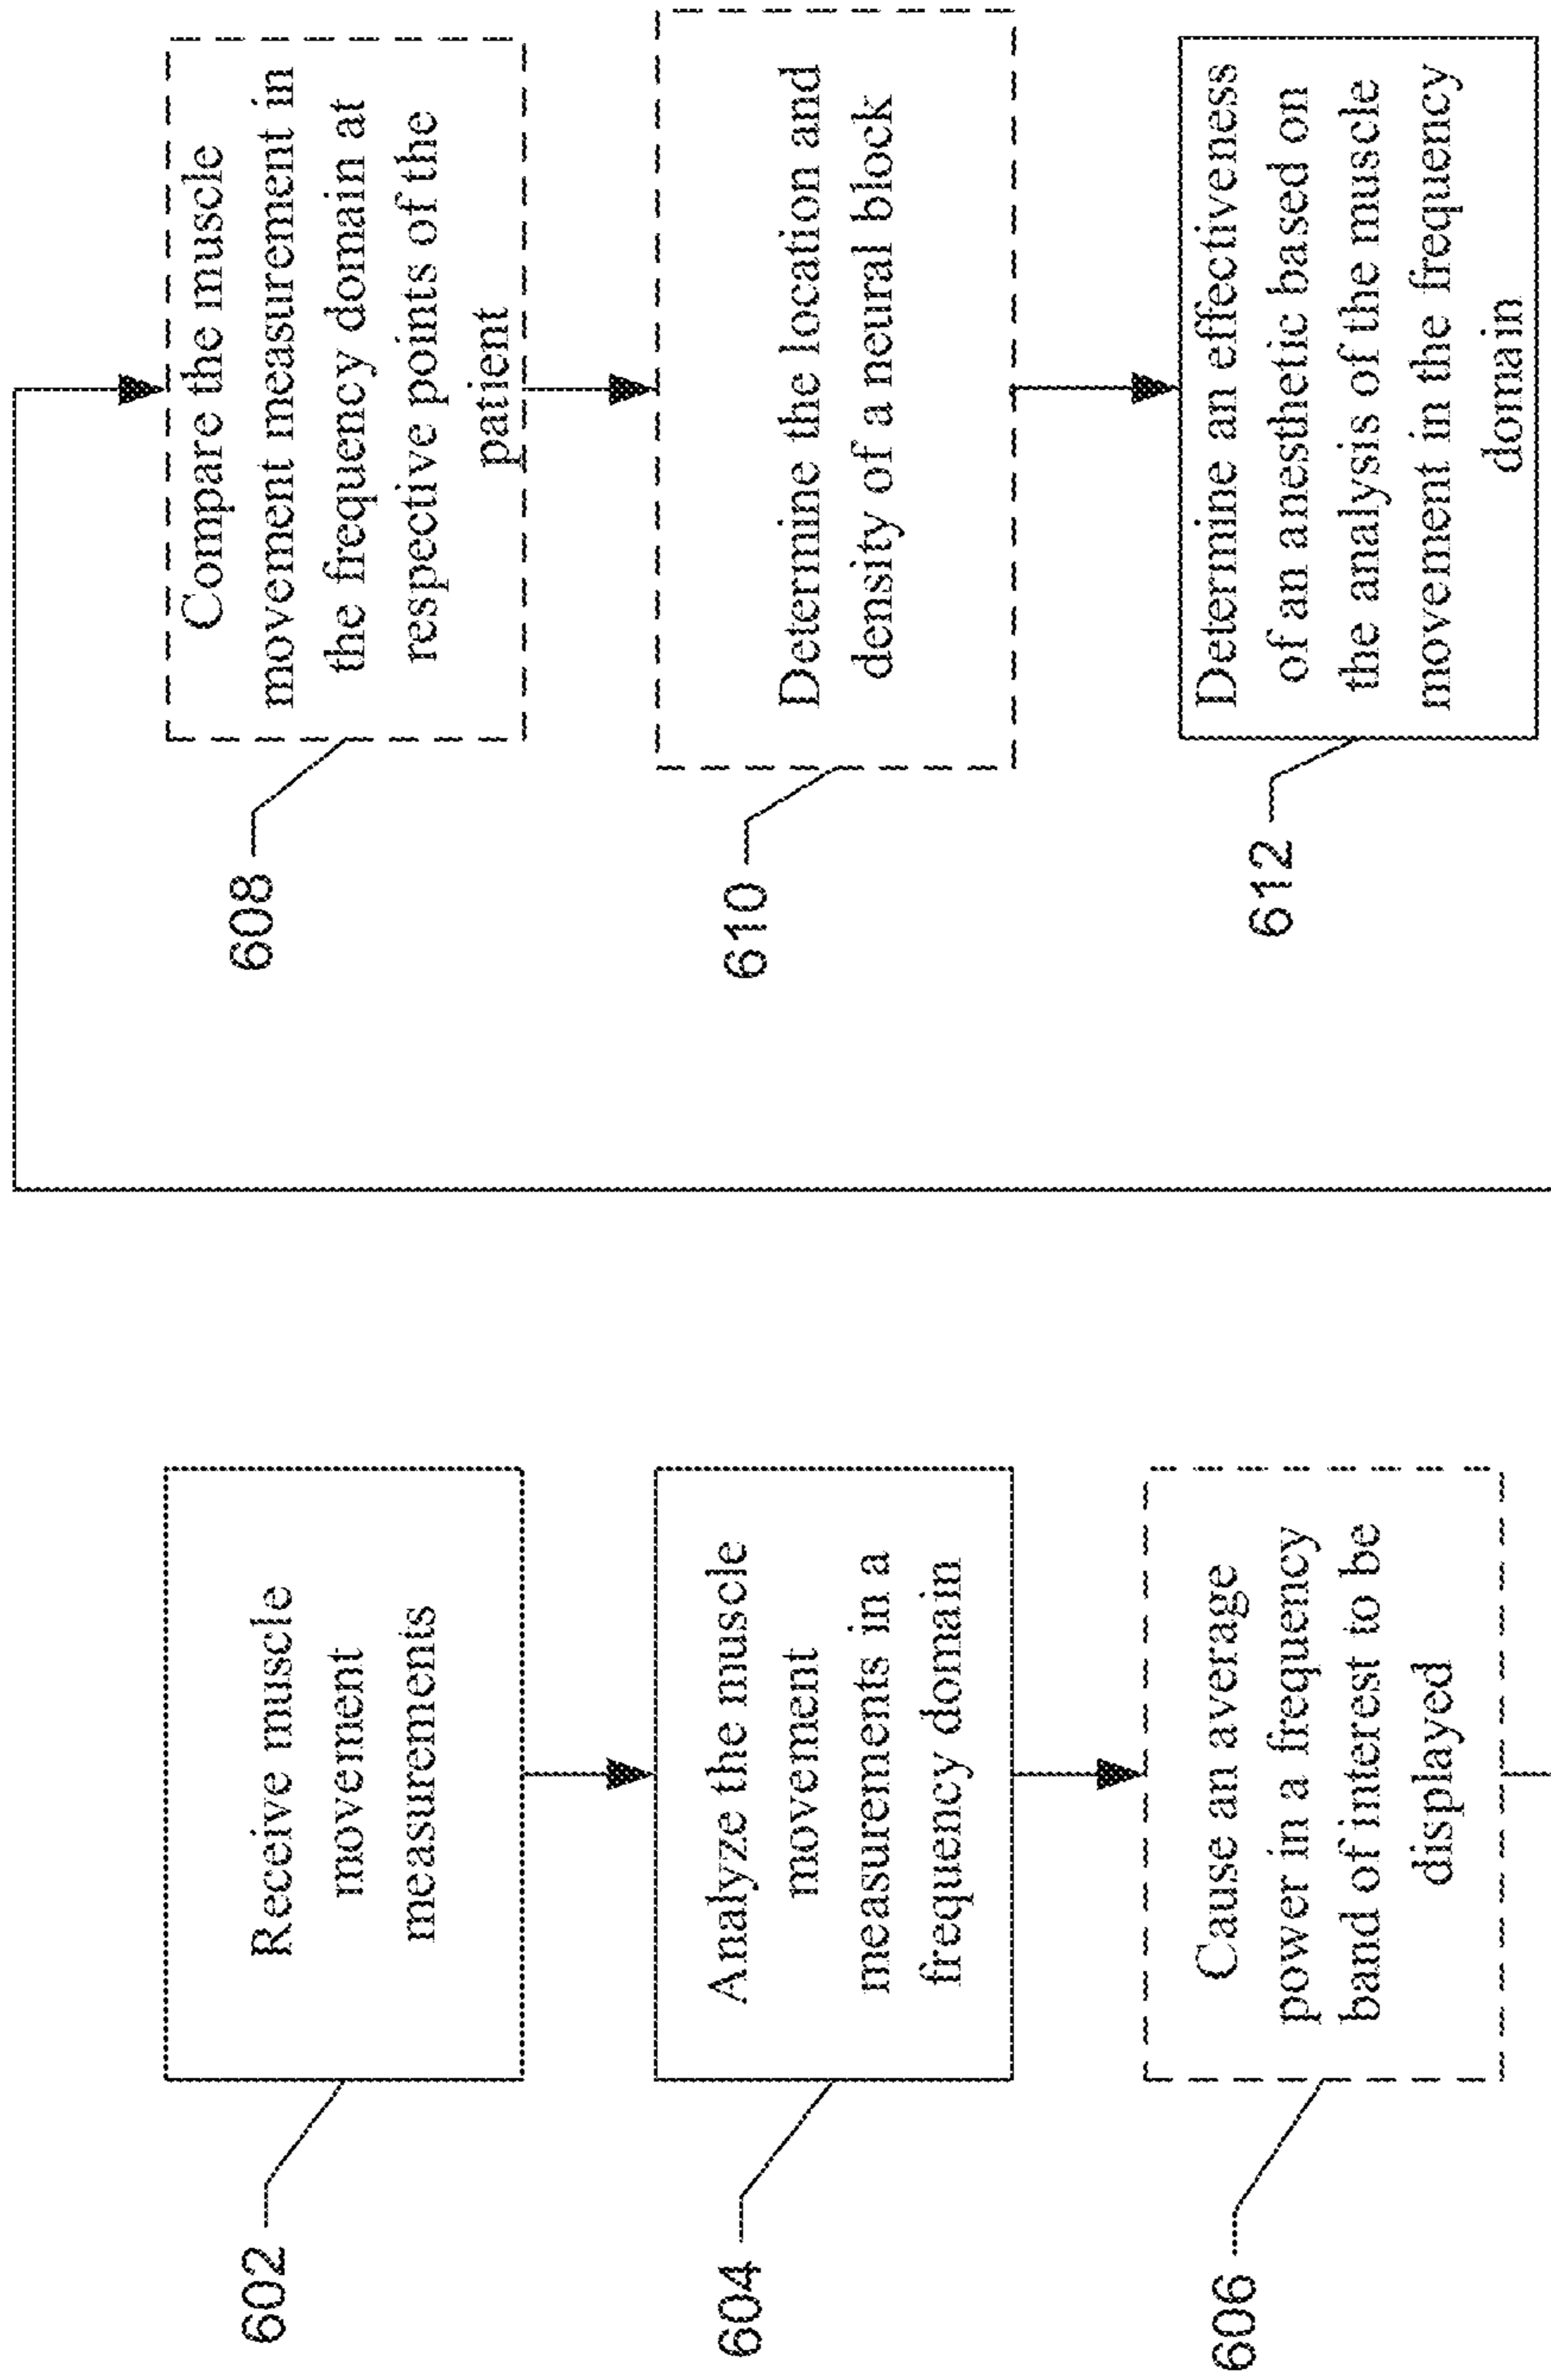 602
Receive muscle
movement
measurements
604
Analyze the muscle
movement
measurements in a
frequency domain
606
Cause an average
power in a frequency
band of interest to be
displayed
608
Compare the muscle
movement measurement in
the frequency domain at
respective points of the
patient
610
Determine the location and
density of a neural block
612
Determine an effectiveness
of an anesthetic based on
the analysis of the muscle
movement in the frequency
domain